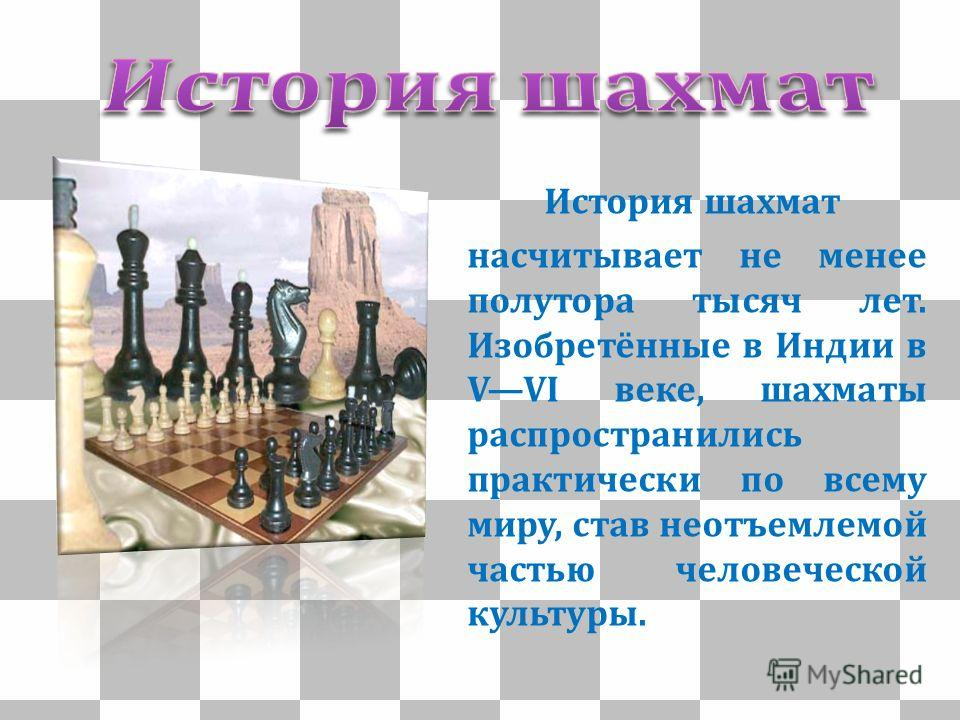 История шахмат
История шахмат
насчитывает не менее
полутора тысяч лет.
Изобретённые в Индии в
V—VI веке, шахматы
распространились
практически по всему
миру, став неотъемлемой
частью человеческой
культуры.
MyShared